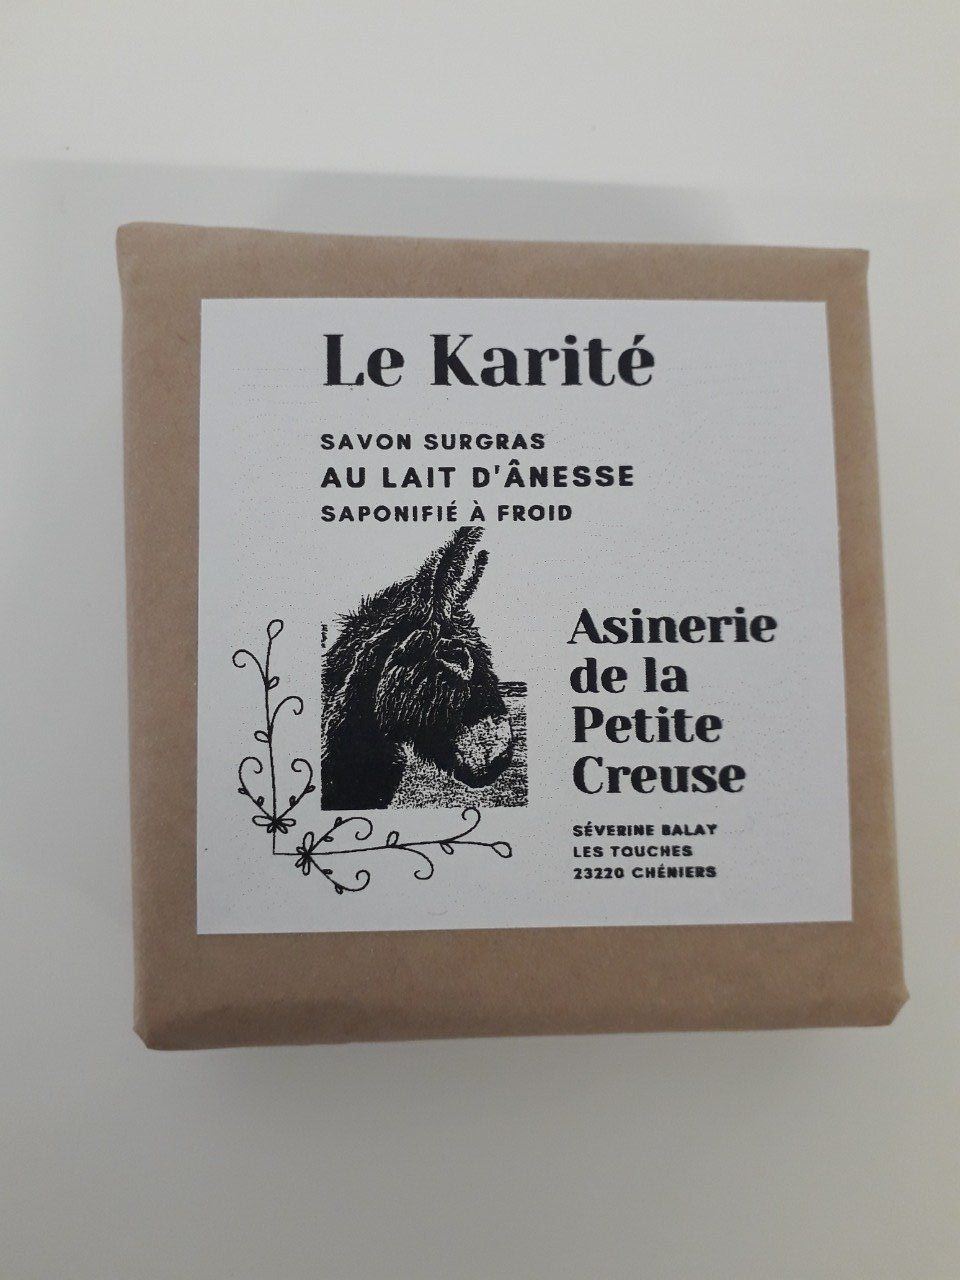 Le Karité
SAVON SURGRAS
AU LAIT D'ÂNESSE
SAPONIFIÉ À FROID
Asinerie
de la
Petite
Creuse
SÉVERINE BALAY
LES TOUCHES
23220 CHÉNIERS